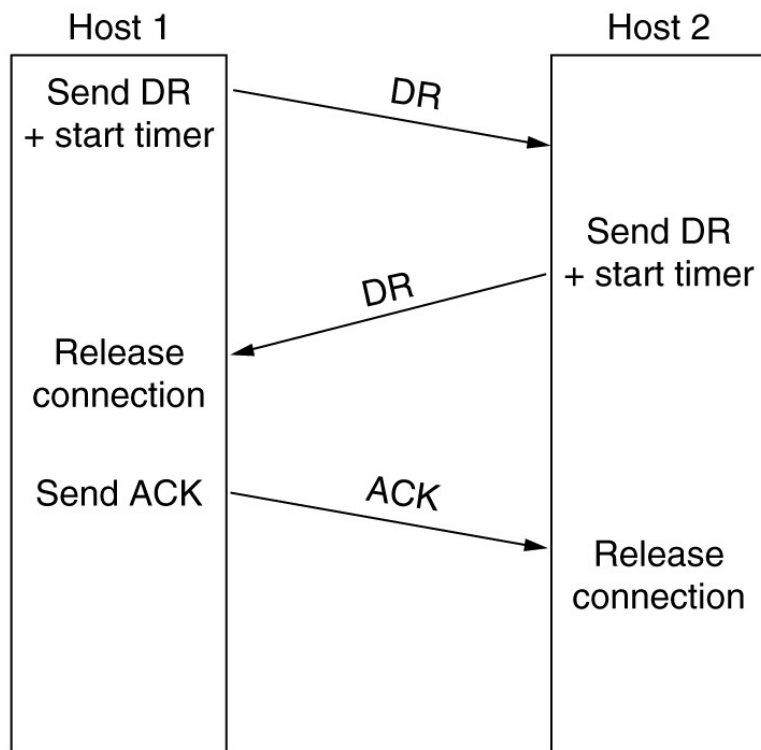 Host 1
Host 2
Send DR
+ start timer
DR
Send DR
+ start timer
DR
Release
connection
Send ACK
ACK
Release
connection